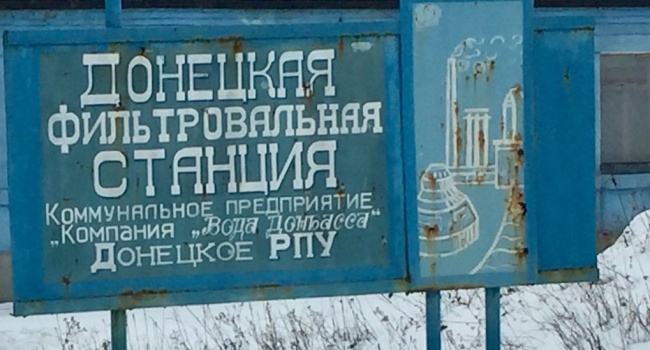 ДОНЕЦКАЯ
ФИЛЬТРОВАЛЬНАЯ
СТАНЦИЯ
КОММУНАЛЬНОЕ ПРЕДПРИЯТИЕ
„КОМПАНИЯ „ВОДА ДОНБАССА"
ДОНЕЦКОЕ РПУ